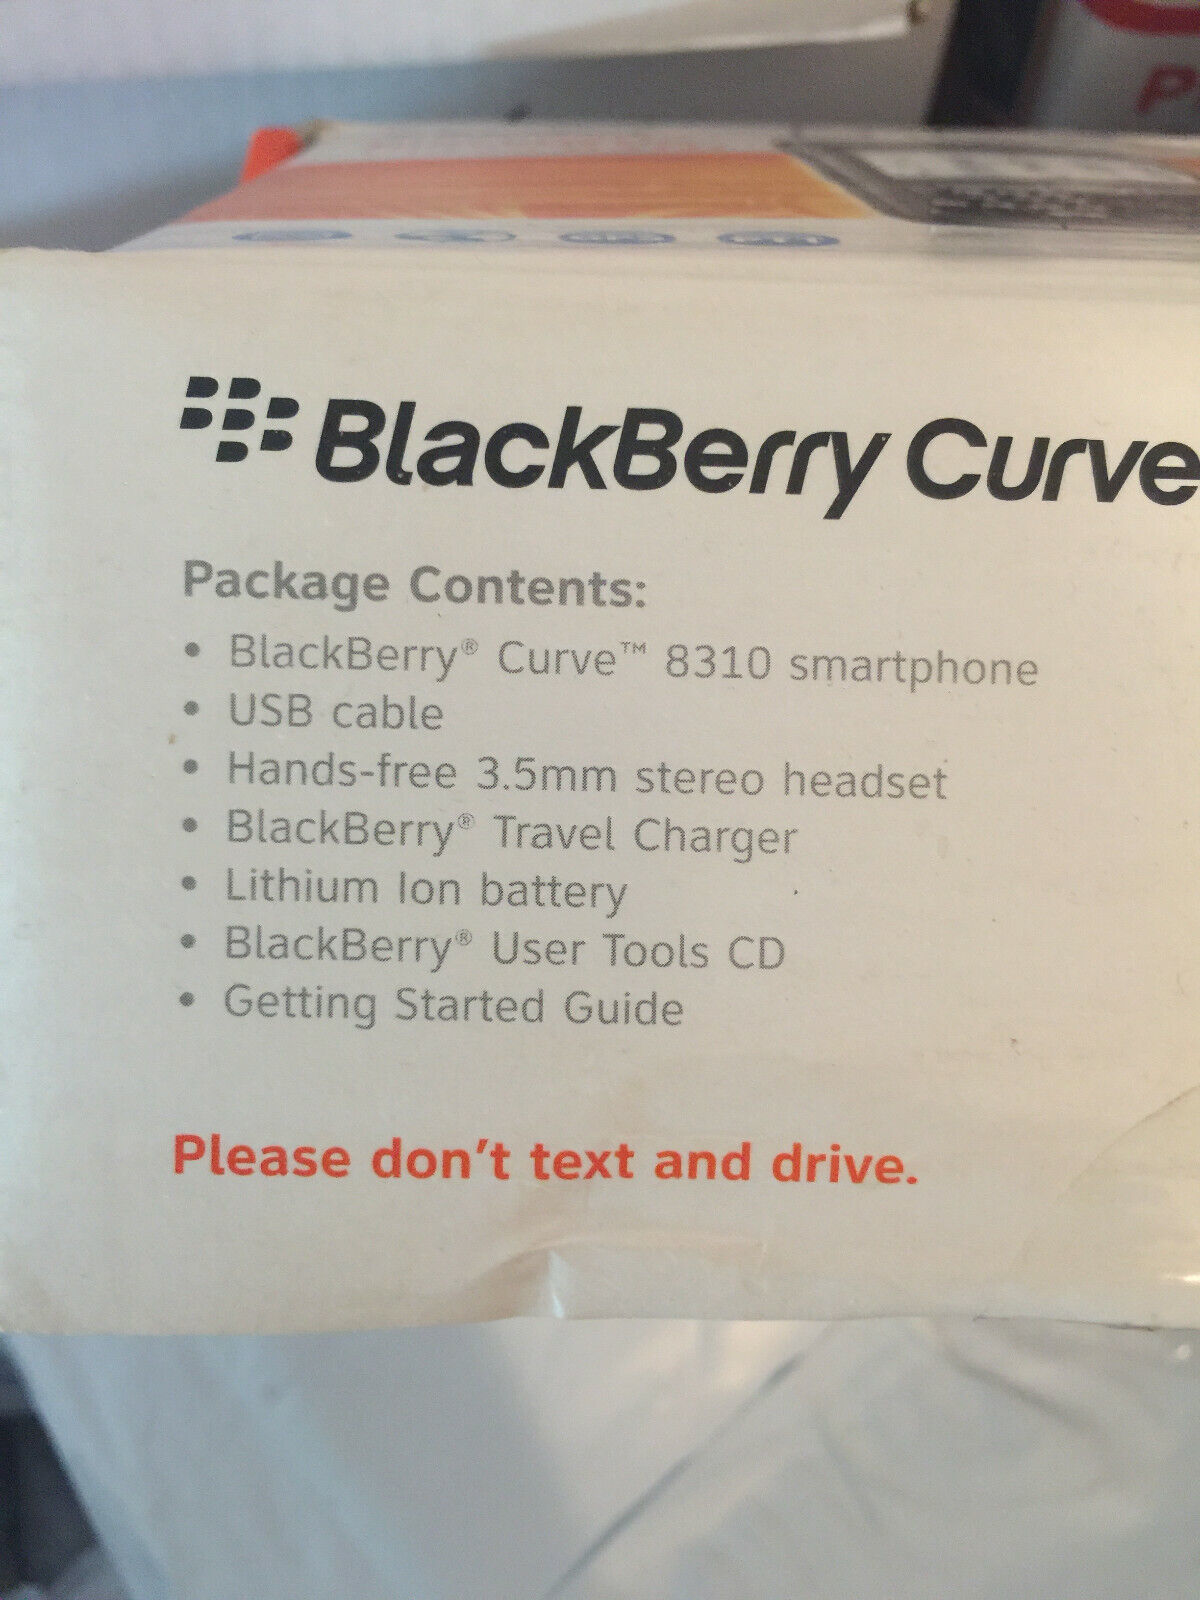 BlackBerry Curve
Package Contents:
• BlackBerry® Curve™ 8310 smartphone
• USB cable
• Hands-free 3.5mm stereo headset
• BlackBerry® Travel Charger
• Lithium Ion battery
• BlackBerry® User Tools CD
• Getting Started Guide
Please don't text and drive.